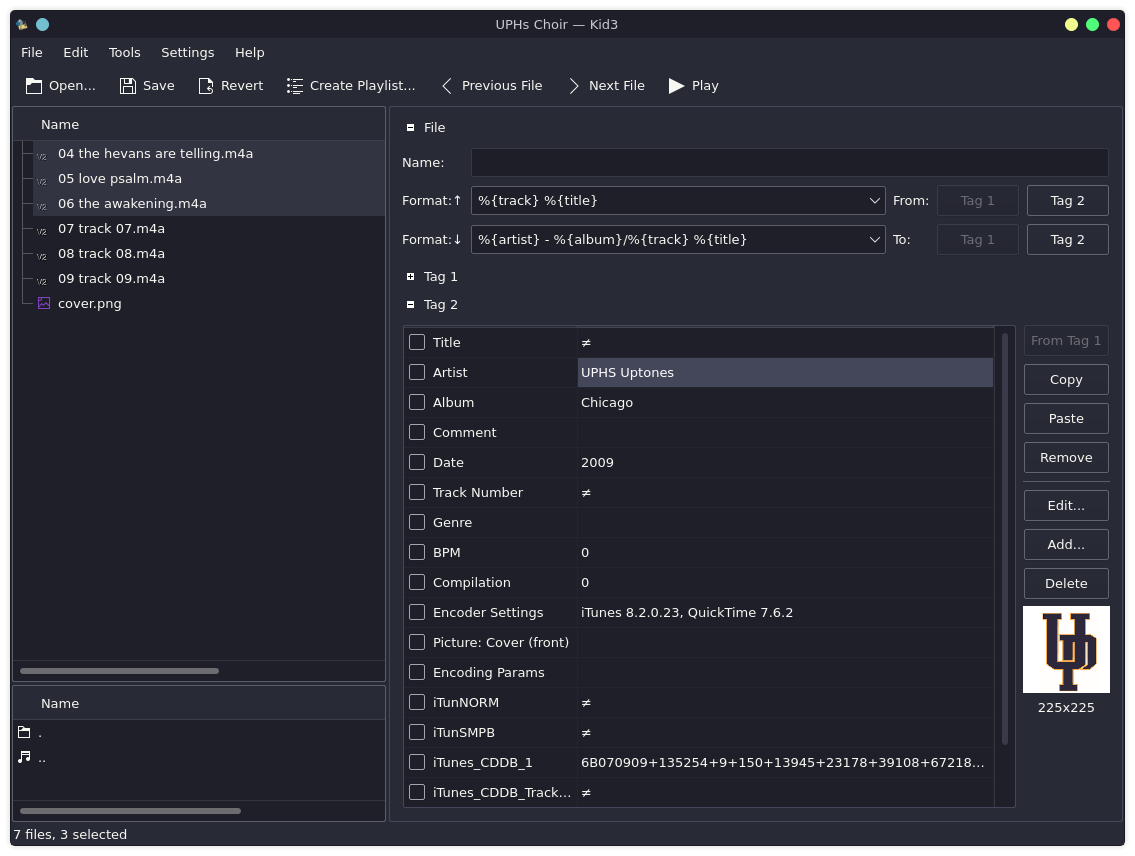 UPHs Choir — Kid3
File Edit Tools Settings Help
Open... Save Revert Create Playlist... Previous File Next File Play
Name
04 the hevans are telling.m4a
05 love psalm.m4a
06 the awakening.m4a
07 track 07.m4a
08 track 08.m4a
09 track 09.m4a
cover.png
Name
.
..
7 files, 3 selected
File
Name:
Format:↑ %{track} %{title} From: Tag 1 Tag 2
Format:↓ %{artist} - %{album}/%{track} %{title} To: Tag 1 Tag 2
Tag 1
Tag 2
Title ≠
Artist UPHS Uptones
Album Chicago
Comment
Date 2009
Track Number ≠
Genre
BPM 0
Compilation 0
Encoder Settings iTunes 8.2.0.23, QuickTime 7.6.2
Picture: Cover (front)
Encoding Params
iTunNORM ≠
iTunSMPB ≠
iTunes_CDDB_1 6B070909+135254+9+150+13945+23178+39108+67218...
iTunes_CDDB_Track... ≠
From Tag 1
Copy
Paste
Remove
Edit...
Add...
Delete
UP
225x225